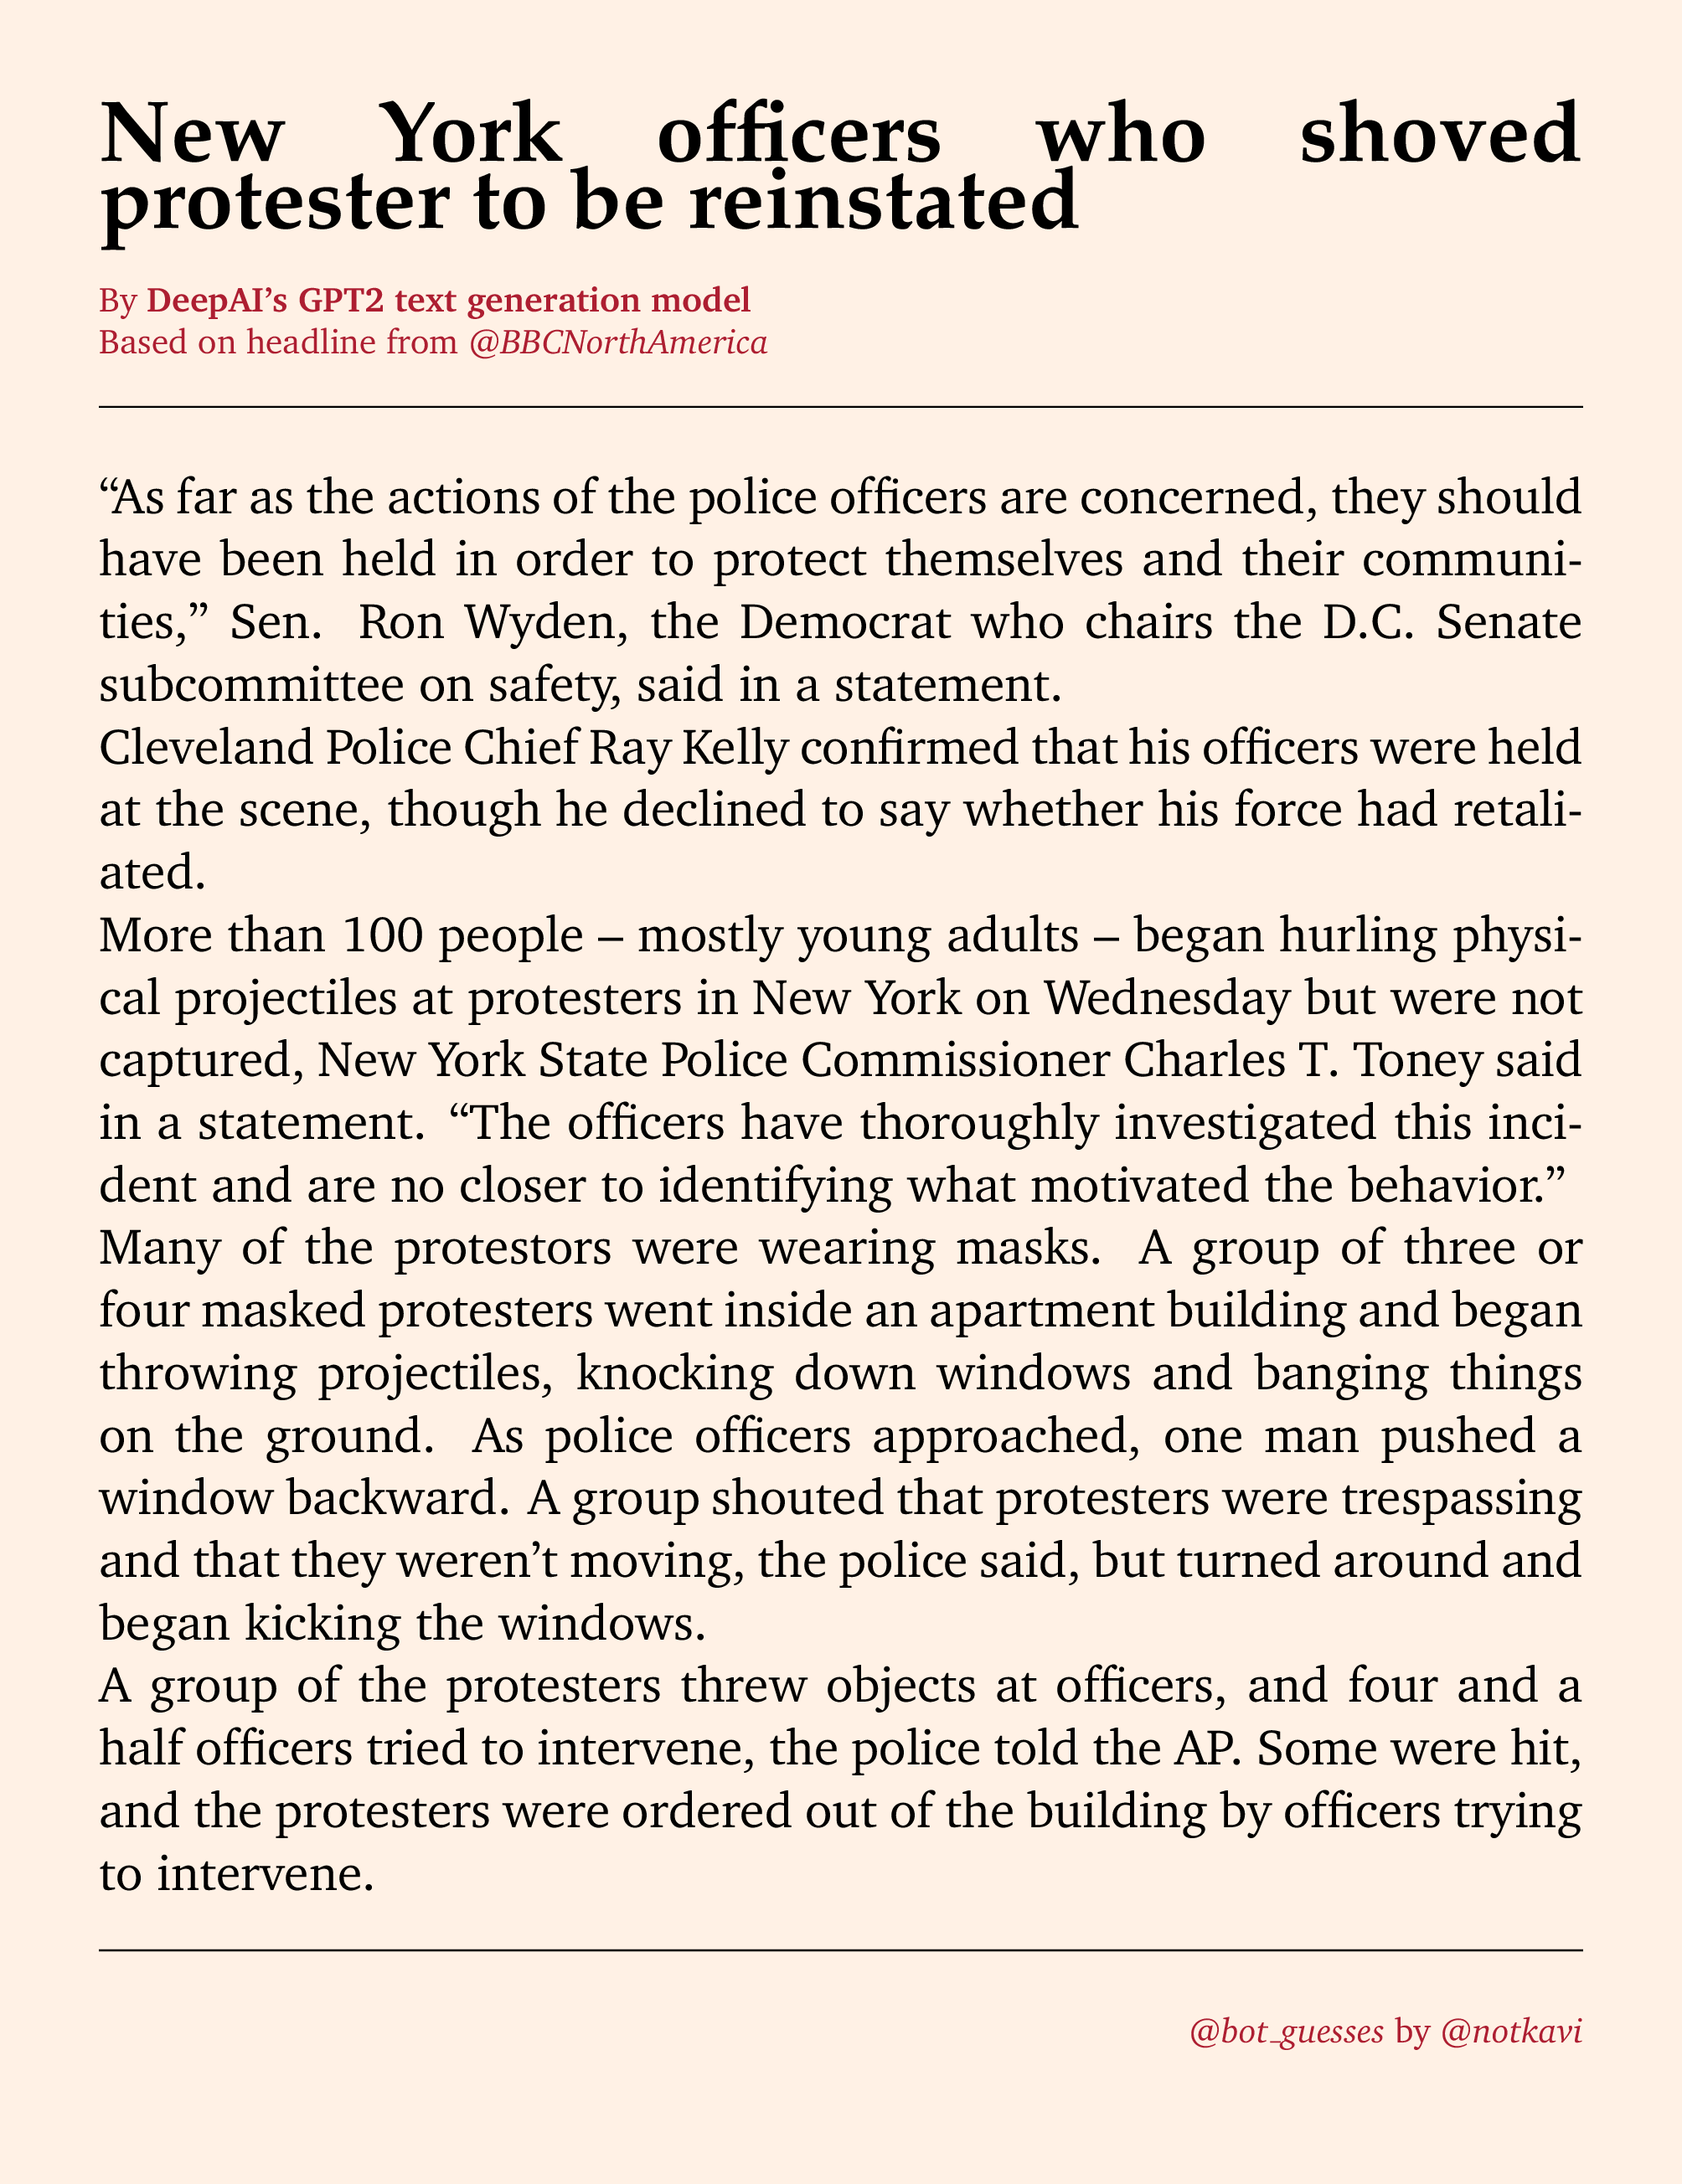 New York officers who shoved
protester to be reinstated
By DeepAI's GPT2 text generation model
Based on headline from @BBCNorthAmerica
“As far as the actions of the police officers are concerned, they should
have been held in order to protect themselves and their communi-
ties,” Sen. Ron Wyden, the Democrat who chairs the D.C. Senate
subcommittee on safety, said in a statement.
Cleveland Police Chief Ray Kelly confirmed that his officers were held
at the scene, though he declined to say whether his force had retali-
ated.
More than 100 people – mostly young adults – began hurling physi-
cal projectiles at protesters in New York on Wednesday but were not
captured, New York State Police Commissioner Charles T. Toney said
in a statement. “The officers have thoroughly investigated this inci-
dent and are no closer to identifying what motivated the behavior.”
Many of the protestors were wearing masks. A group of three or
four masked protesters went inside an apartment building and began
throwing projectiles, knocking down windows and banging things
on the ground. As police officers approached, one man pushed a
window backward. A group shouted that protesters were trespassing
and that they weren’t moving, the police said, but turned around and
began kicking the windows.
A group of the protesters threw objects at officers, and four and a
half officers tried to intervene, the police told the AP. Some were hit,
and the protesters were ordered out of the building by officers trying
to intervene.
@bot_guesses by @notkavi